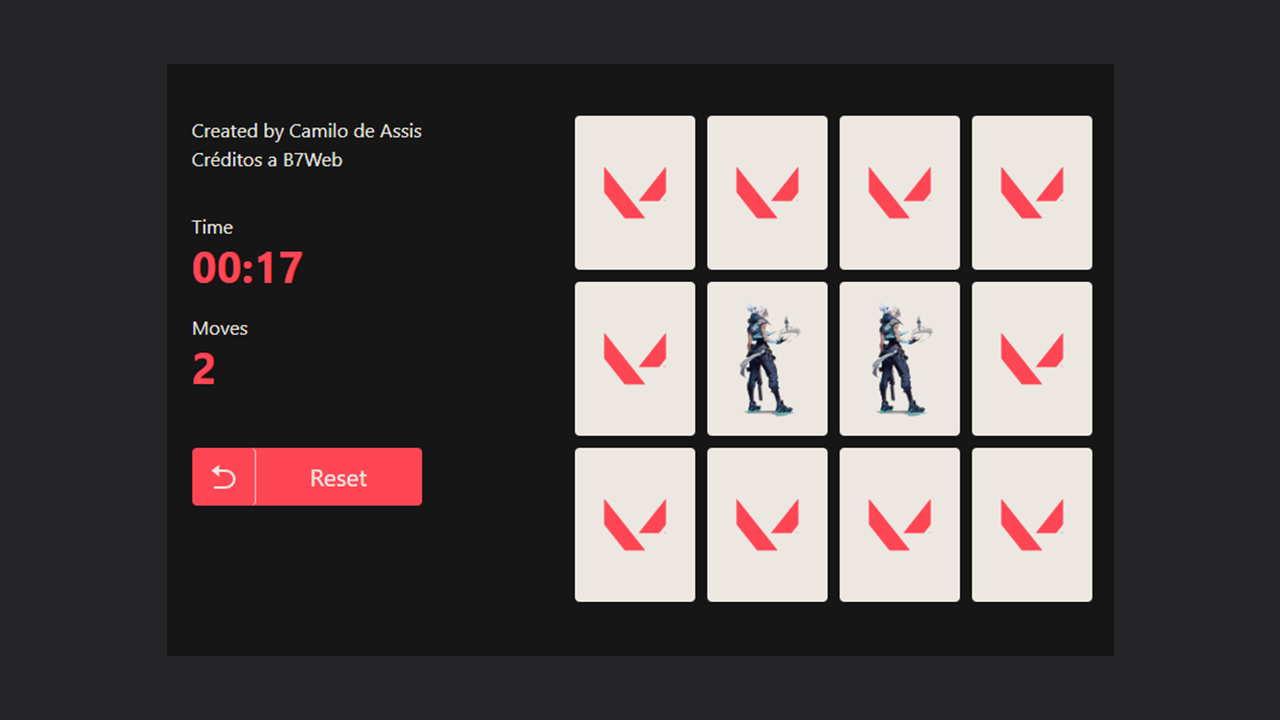 Created by Camilo de Assis
Créditos a B7Web
Time
00:17
Moves
2
Reset